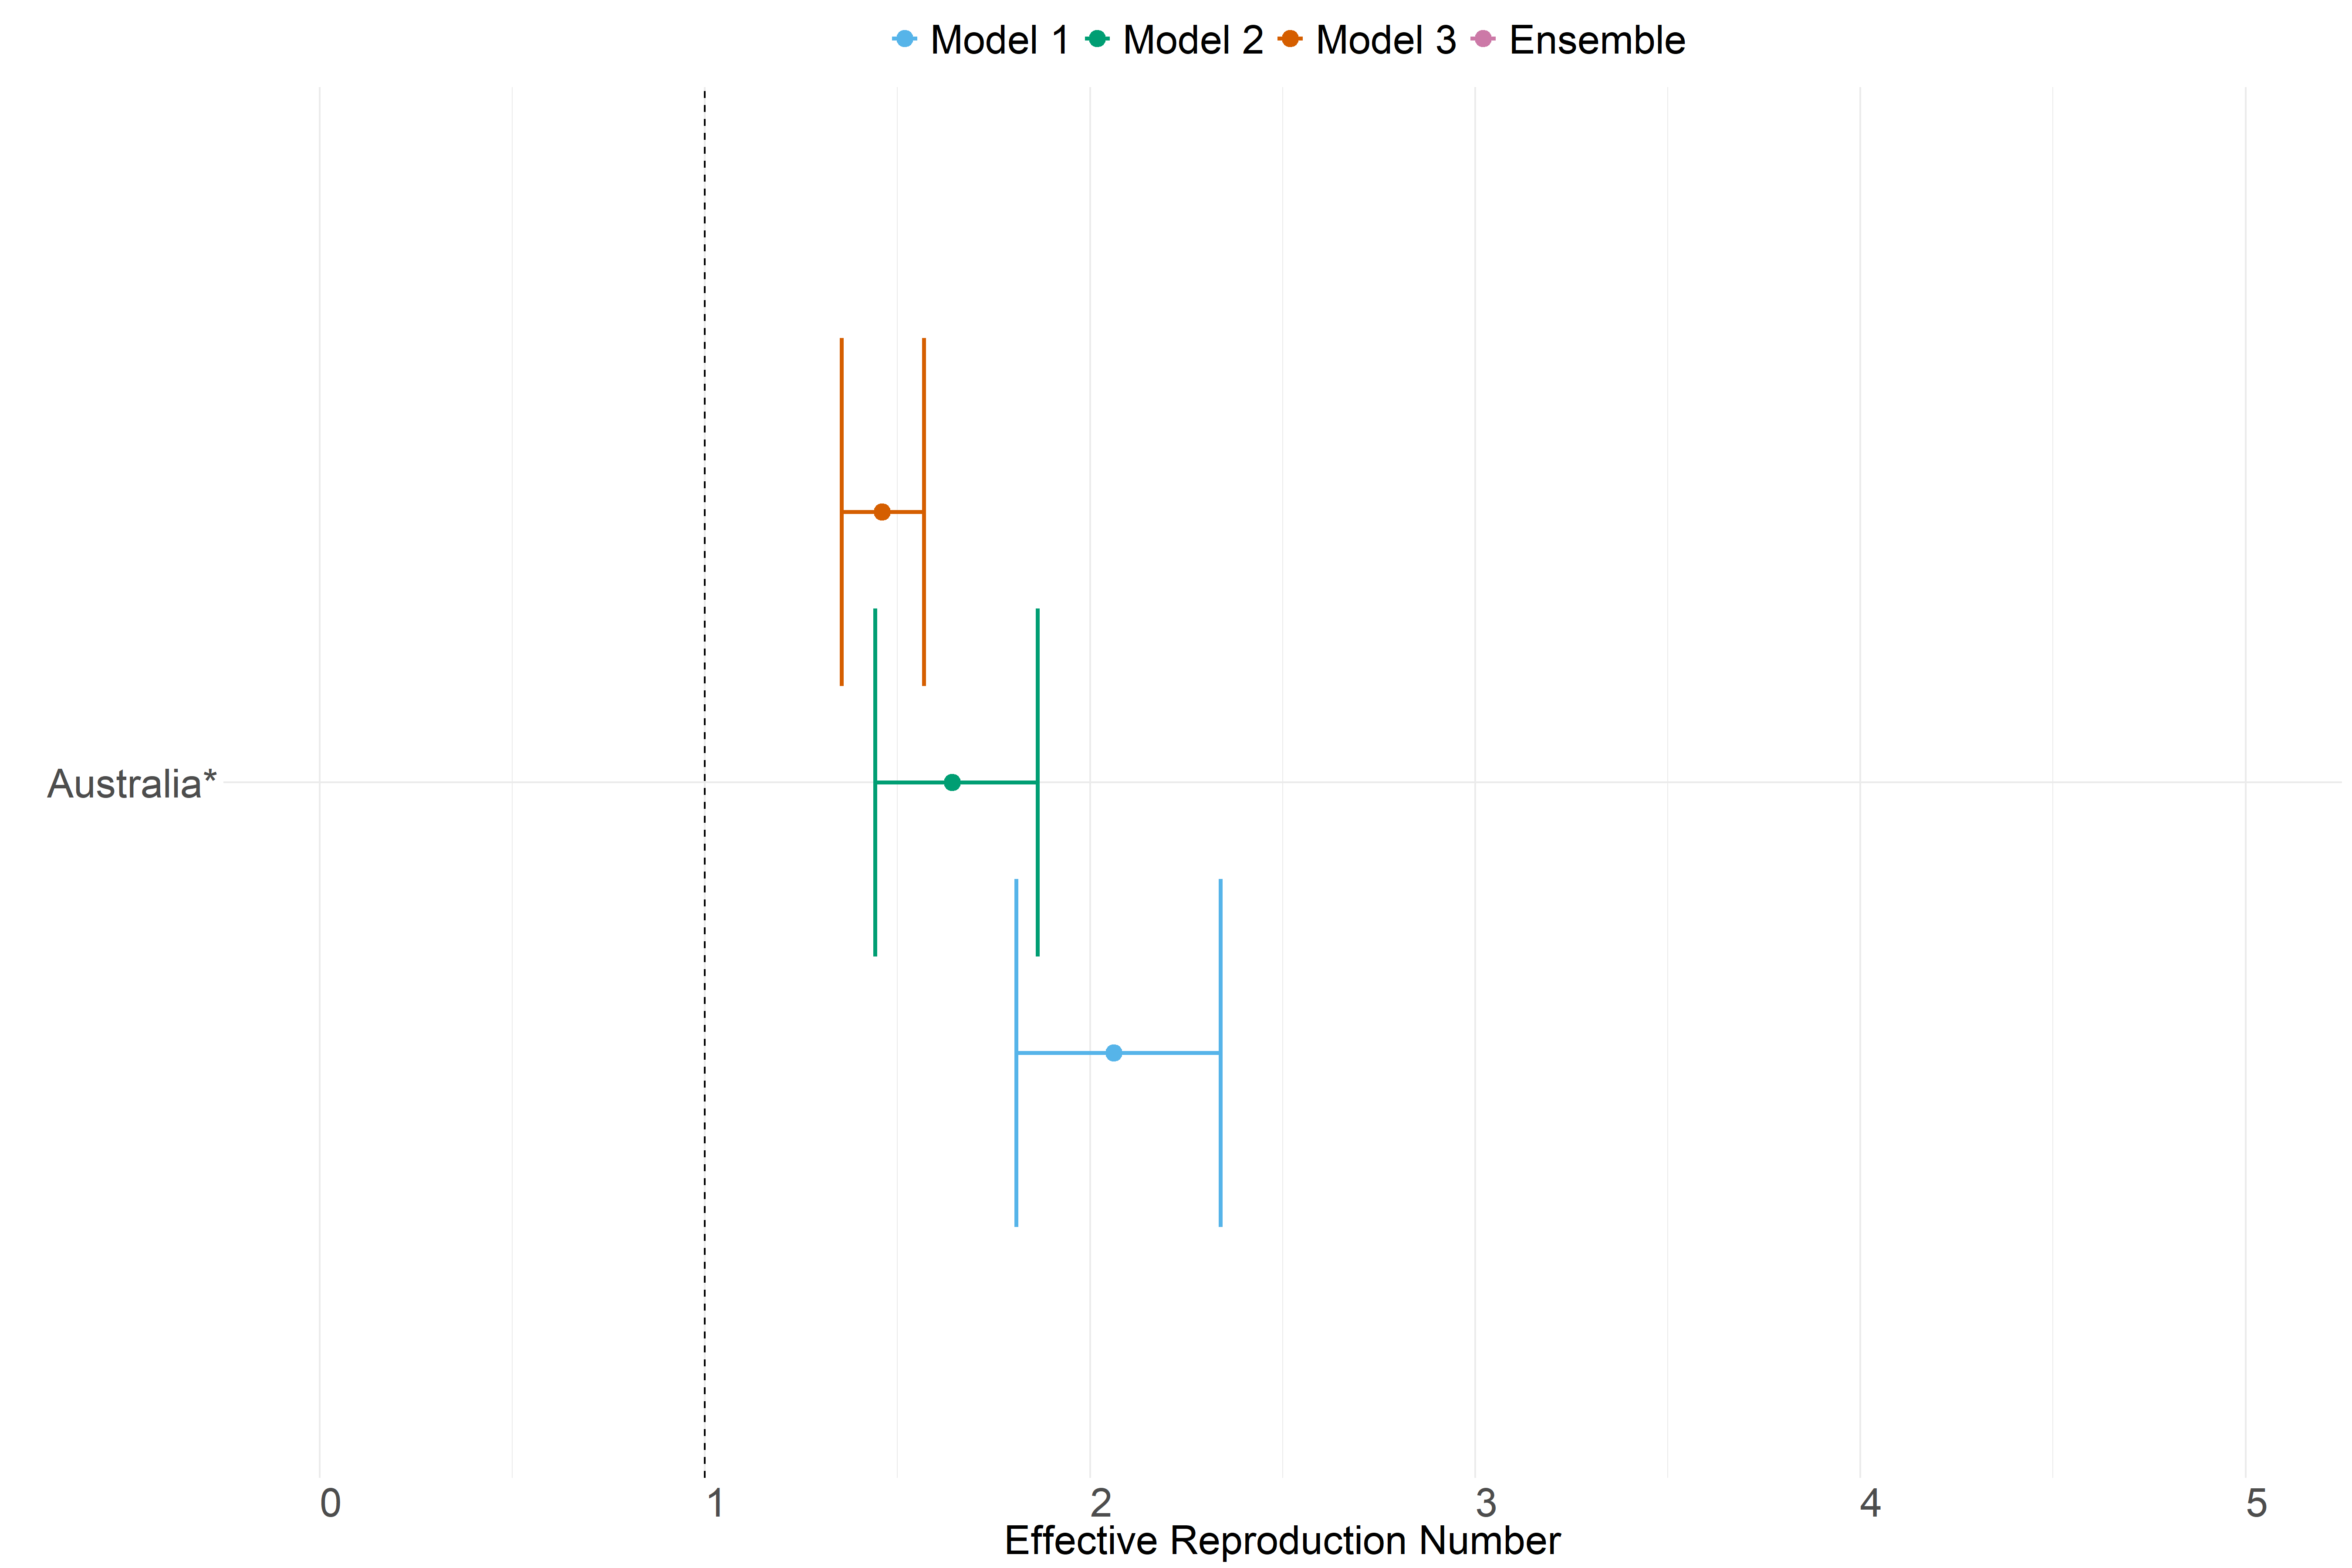 Model 1 Model 2 Model 3 Ensemble
Australia*
0 1 2 3 4 5
Effective Reproduction Number